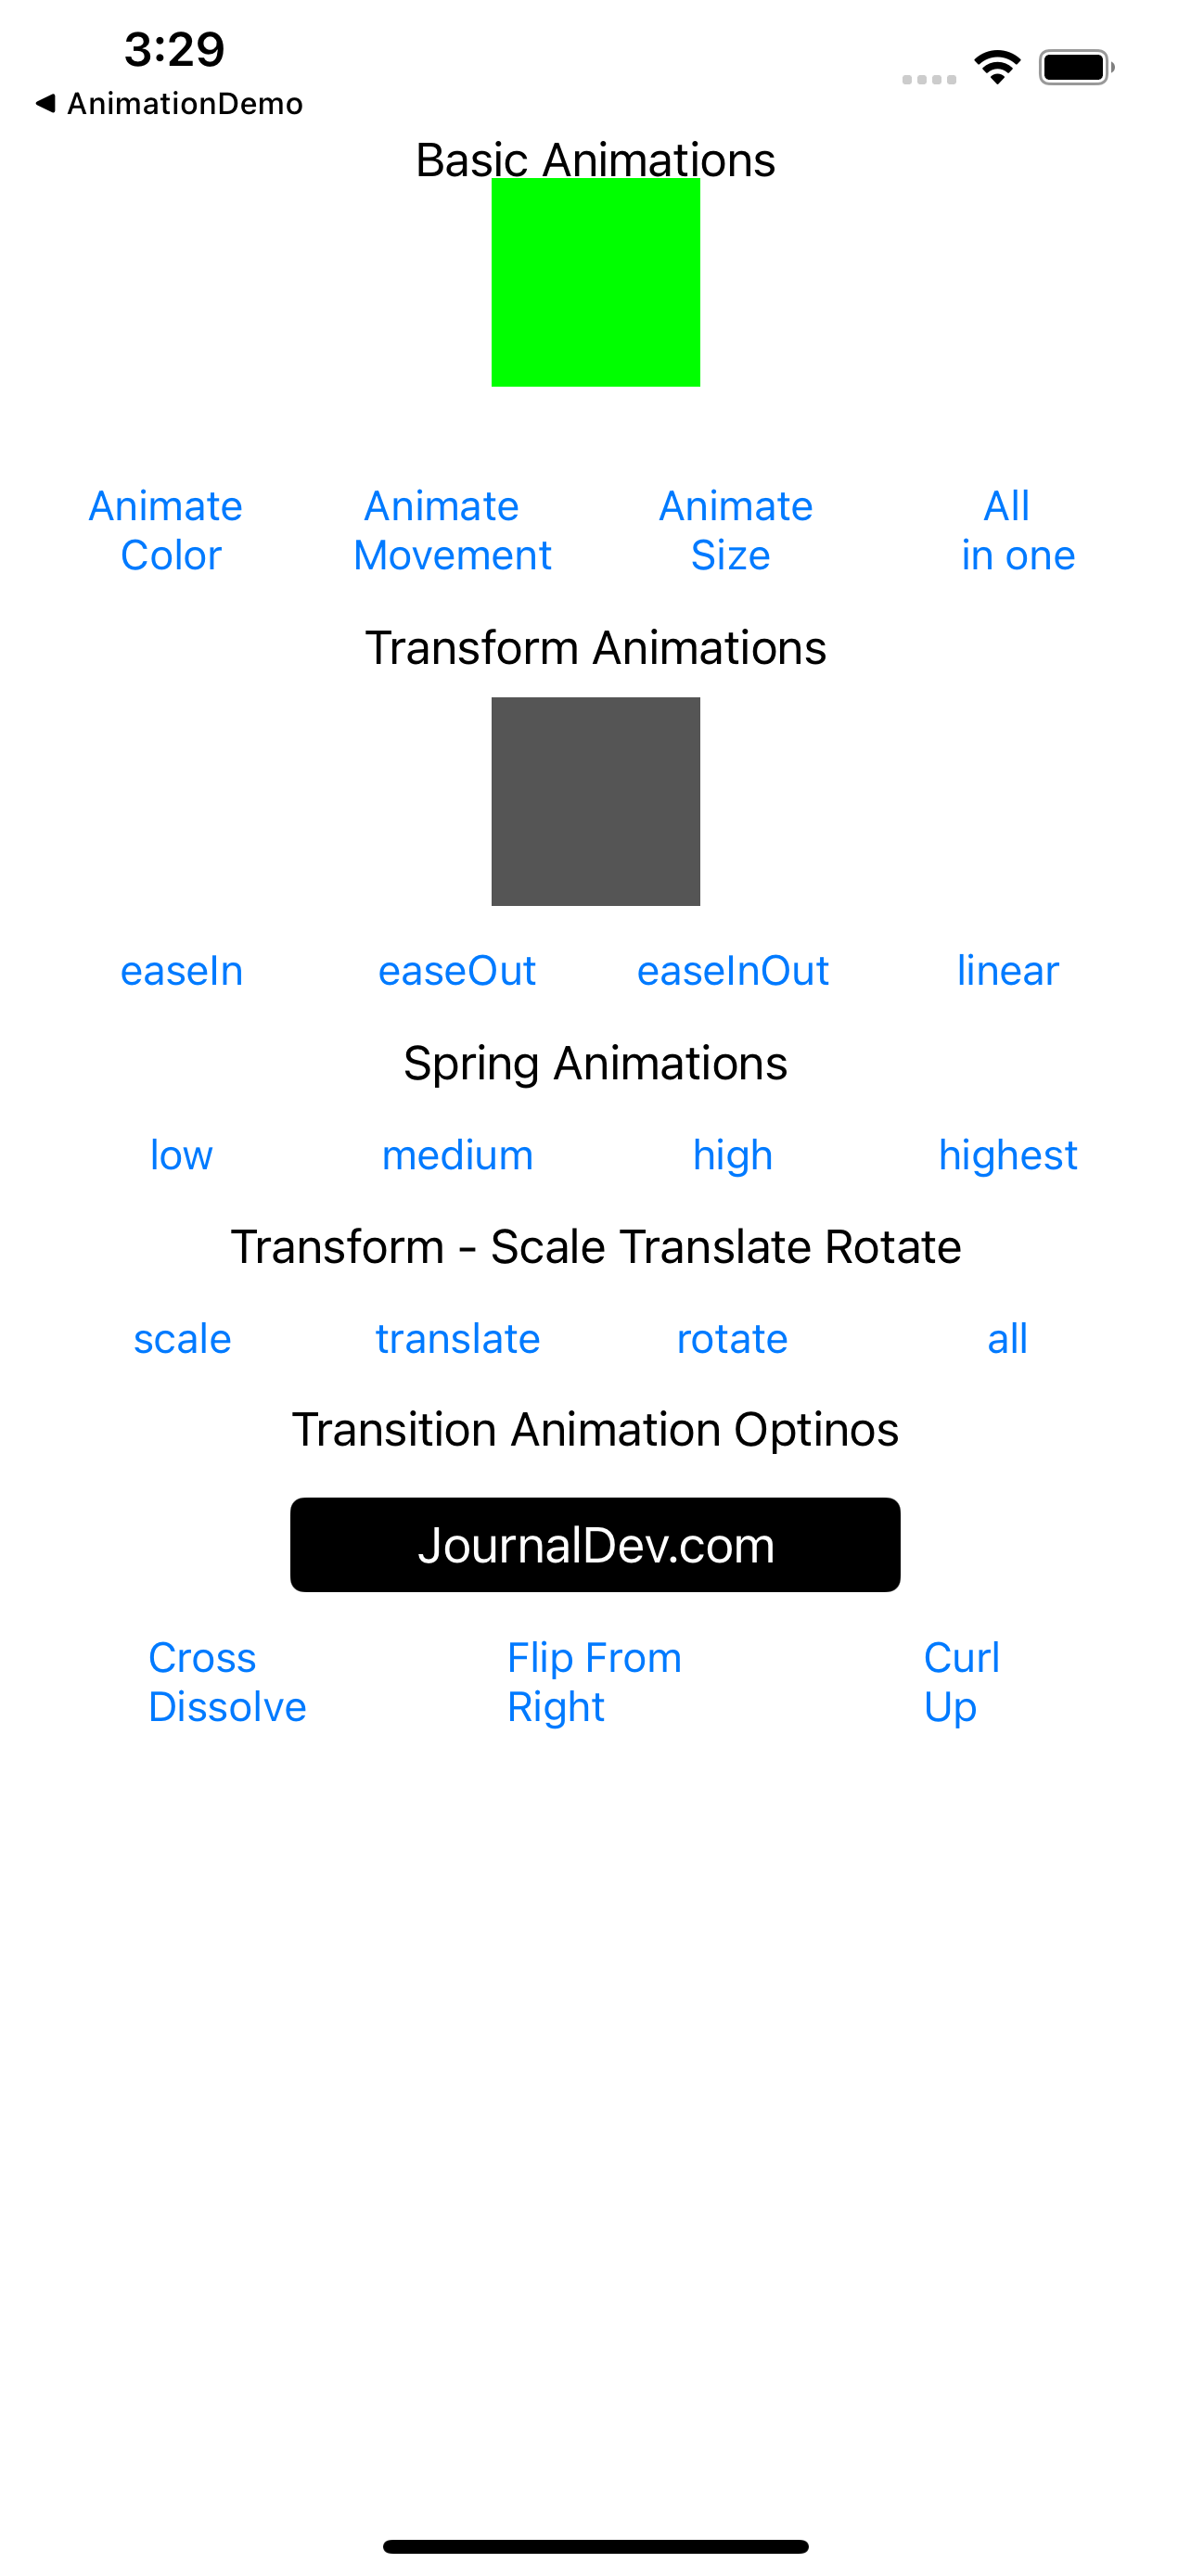 3:29
◀ AnimationDemo
Basic Animations
Animate Animate Animate All
Color Movement Size in one
Transform Animations
easeIn easeOut easeInOut linear
Spring Animations
low medium high highest
Transform - Scale Translate Rotate
scale translate rotate all
Transition Animation Optinos
JournalDev.com
Cross Flip From Curl
Dissolve Right Up